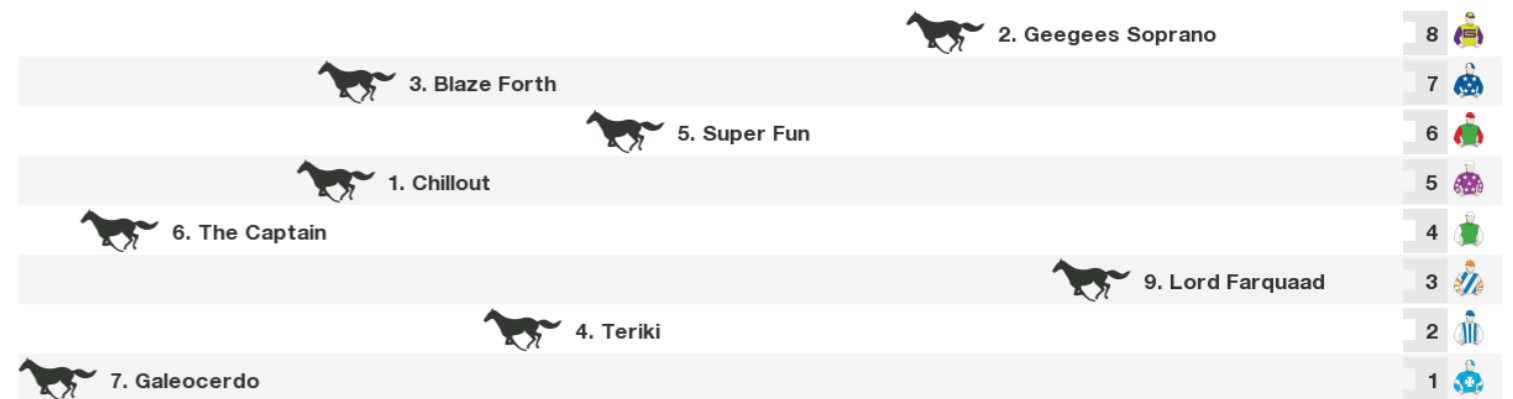 2. Geegees Soprano 8
3. Blaze Forth 7
5. Super Fun 6
1. Chillout 5
6. The Captain 4
9. Lord Farquaad 3
4. Teriki 2
7. Galeocerdo 1